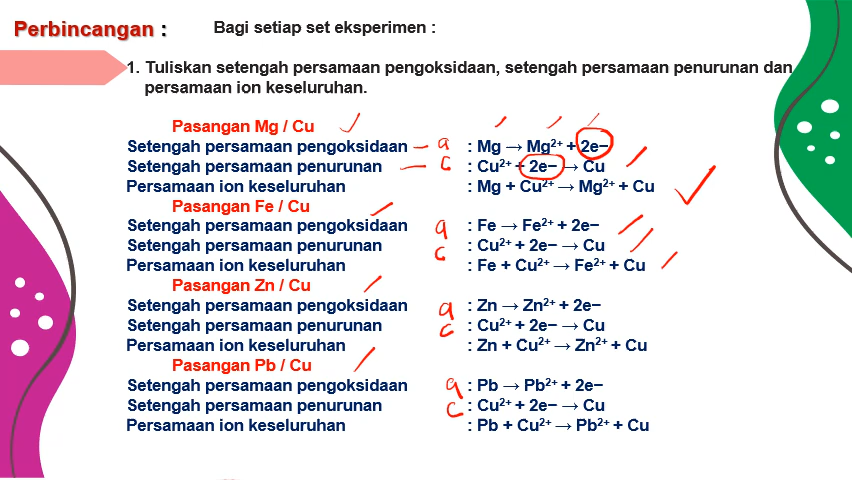 Perbincangan :
Bagi setiap set eksperimen :
1. Tuliskan setengah persamaan pengoksidaan, setengah persamaan penurunan dan
persamaan ion keseluruhan.
Pasangan Mg / Cu
Setengah persamaan pengoksidaan – a : Mg → Mg²⁺ + 2e−
Setengah persamaan penurunan – c : Cu²⁺ + 2e− → Cu
Persamaan ion keseluruhan : Mg + Cu²⁺ → Mg²⁺ + Cu
Pasangan Fe / Cu
Setengah persamaan pengoksidaan a : Fe → Fe²⁺ + 2e−
Setengah persamaan penurunan c : Cu²⁺ + 2e− → Cu
Persamaan ion keseluruhan : Fe + Cu²⁺ → Fe²⁺ + Cu
Pasangan Zn / Cu
Setengah persamaan pengoksidaan a : Zn → Zn²⁺ + 2e−
Setengah persamaan penurunan c : Cu²⁺ + 2e− → Cu
Persamaan ion keseluruhan : Zn + Cu²⁺ → Zn²⁺ + Cu
Pasangan Pb / Cu
Setengah persamaan pengoksidaan a : Pb → Pb²⁺ + 2e−
Setengah persamaan penurunan c : Cu²⁺ + 2e− → Cu
Persamaan ion keseluruhan : Pb + Cu²⁺ → Pb²⁺ + Cu